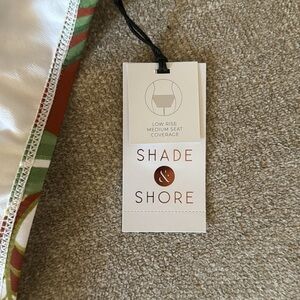 LOW RISE
MEDIUM SEAT
COVERAGE
SHADE
&
SHORE